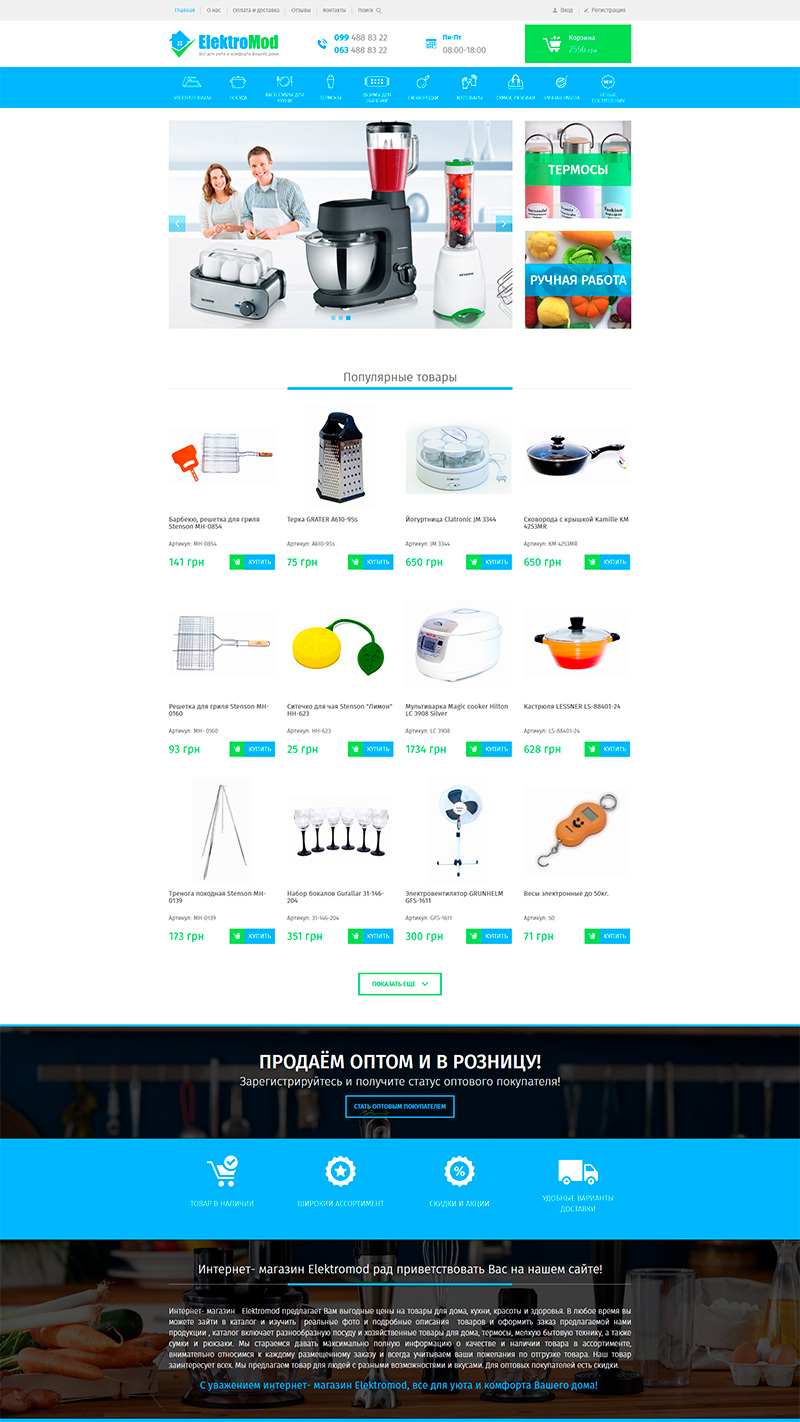 Главная О нас Оплата и доставка Отзывы Контакты Поиск Вход Регистрация
ElektroMod
Все для уюта и комфорта Вашего дома
099 488 83 22
063 488 83 22
Пн-Пт
08:00-18:00
Корзина
2556 грн
ЭЛЕКТРОТОВАРЫ ПОСУДА АКСЕССУАРЫ ДЛЯ КУХНИ ТЕРМОСЫ ФОРМЫ ДЛЯ ВЫПЕЧКИ СКОВОРОДКИ ХОЗТОВАРЫ СУМКИ, РЮКЗАКИ РУЧНАЯ РАБОТА НОВЫЕ ПОСТУПЛЕНИЯ
ТЕРМОСЫ
РУЧНАЯ РАБОТА
Популярные товары
Барбекю, решетка для гриля
Stenson MH-0854
Артикул: MH-0854
141 грн КУПИТЬ
Терка GRATER A610-95s
Артикул: A610-95s
75 грн КУПИТЬ
Йогуртница Clatronic JM 3344
Артикул: JM 3344
650 грн КУПИТЬ
Сковорода с крышкой Kamille KM
4253MR
Артикул: KM 4253MR
650 грн КУПИТЬ
Решетка для гриля Stenson MH-
0160
Артикул: MH- 0160
93 грн КУПИТЬ
Ситечко для чая Stenson "Лимон"
HH-623
Артикул: HH-623
25 грн КУПИТЬ
Мультиварка Magic cooker Hilton
LC 3908 Silver
Артикул: LC 3908
1734 грн КУПИТЬ
Кастрюля LESSNER LS-88401-24
Артикул: LS-88401-24
628 грн КУПИТЬ
Тренога походная Stenson MH-
0139
Артикул: MH-0139
173 грн КУПИТЬ
Набор бокалов Gurallar 31-146-
204
Артикул: 31-146-204
351 грн КУПИТЬ
Электровентилятор GRUNHELM
GFS-1611
Артикул: GFS-1611
300 грн КУПИТЬ
Весы электронные до 50кг.
Артикул: 50
71 грн КУПИТЬ
ПОКАЗАТЬ ЕЩЕ
ПРОДАЁМ ОПТОМ И В РОЗНИЦУ!
Зарегистрируйтесь и получите статус оптового покупателя!
СТАТЬ ОПТОВЫМ ПОКУПАТЕЛЕМ
ТОВАР В НАЛИЧИИ
ШИРОКИЙ АССОРТИМЕНТ
СКИДКИ И АКЦИИ
УДОБНЫЕ ВАРИАНТЫ
ДОСТАВКИ
Интернет- магазин Elektromod рад приветствовать Вас на нашем сайте!
Интернет- магазин Elektromod предлагает Вам выгодные цены на товары для дома, кухни, красоты и здоровья. В любое время вы
можете зайти в каталог и изучить реальные фото и подробные описания товаров и оформить заказ предлагаемой нами
продукции , каталог включает разнообразную посуду и хозяйственные товары для дома, термосы, мелкую бытовую технику, а также
сумки и рюкзаки. Мы стараемся давать максимально полную информацию о качестве и наличии товара в ассортименте,
внимательно относимся к каждому размещенному заказу и всегда учитываем ваши пожелания по отгрузке товара. Наш товар
заинтересует всех. Мы предлагаем товар для людей с разными возможностями и вкусами. Для оптовых покупателей есть скидки.
С уважением интернет- магазин Elektromod, все для уюта и комфорта Вашего дома!